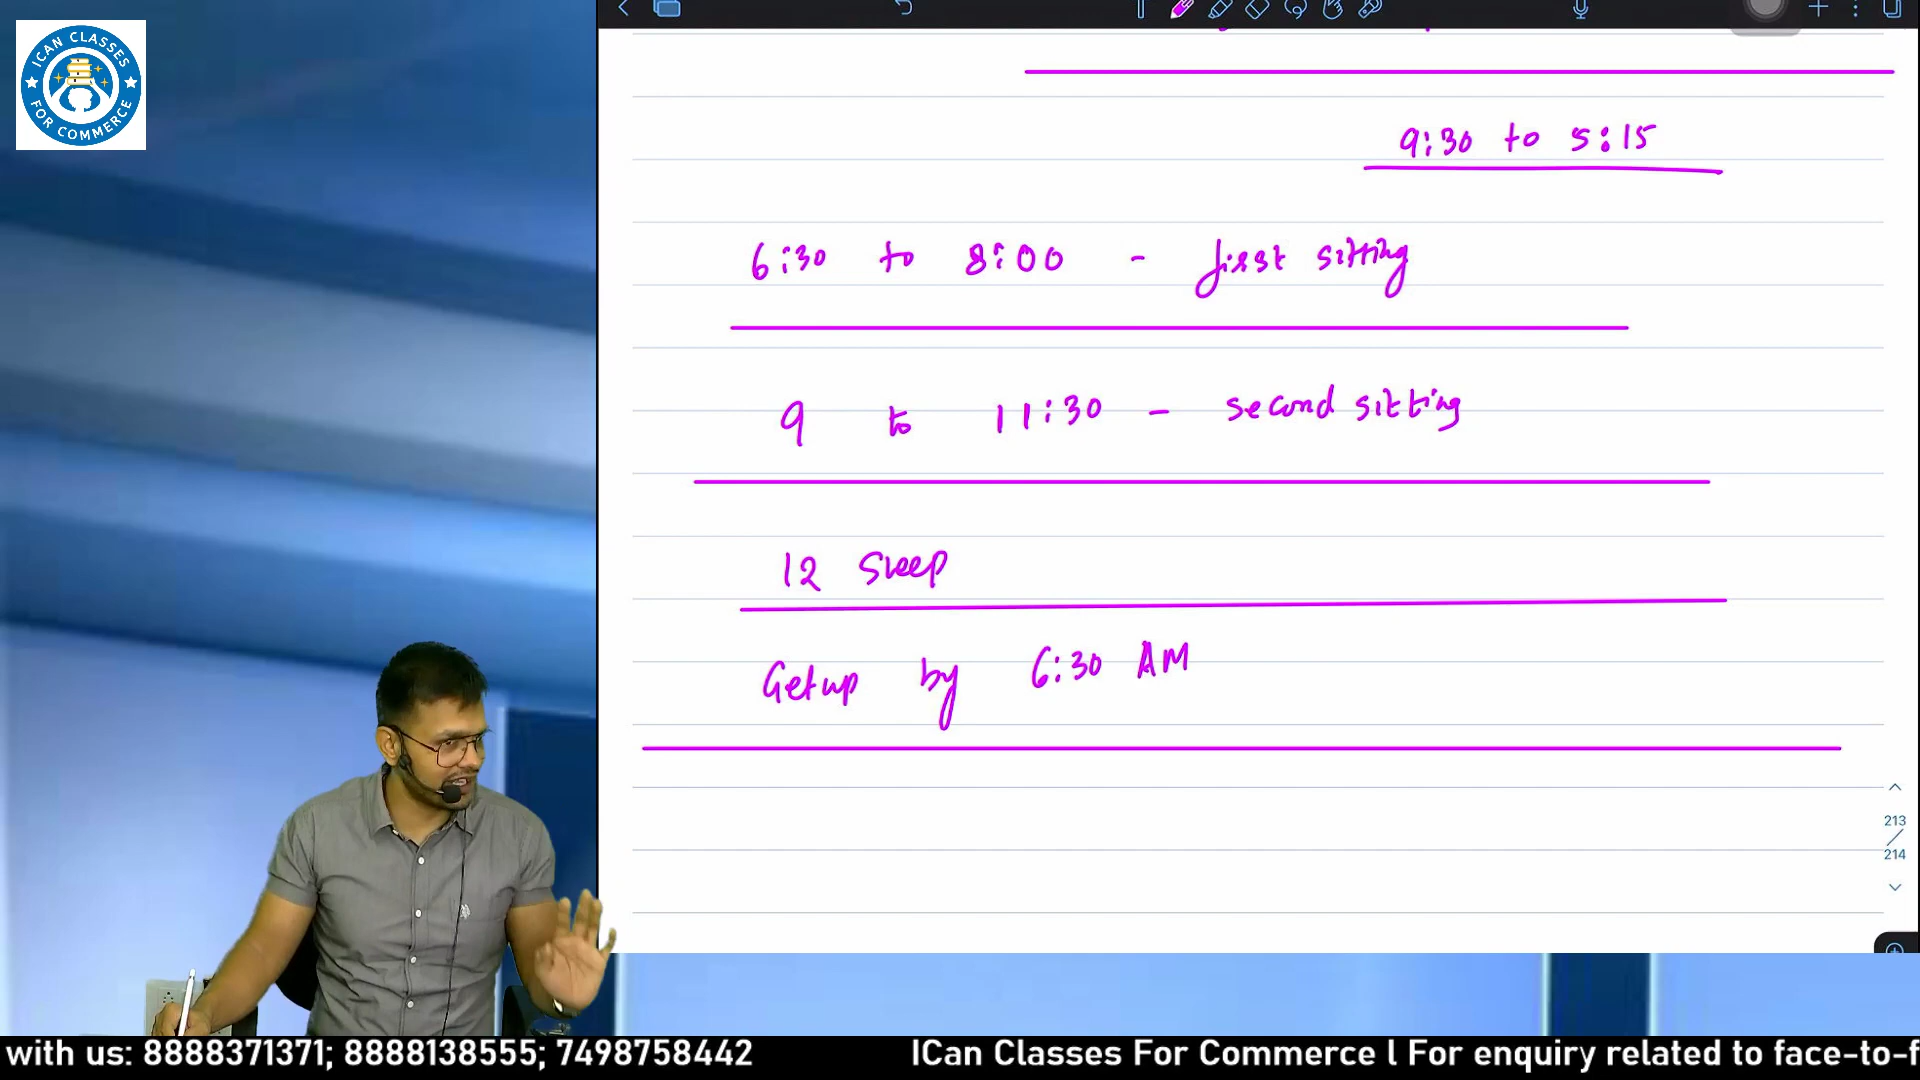 ICAN CLASSES
FOR COMMERCE
9:30 to 5:15
6:30 to 8:00 - first sitting
9 to 11:30 - second sitting
12 Sleep
Getup by 6:30 AM
213
214
with us: 8888371371; 8888138555; 7498758442 ICan Classes For Commerce l For enquiry related to face-to-f